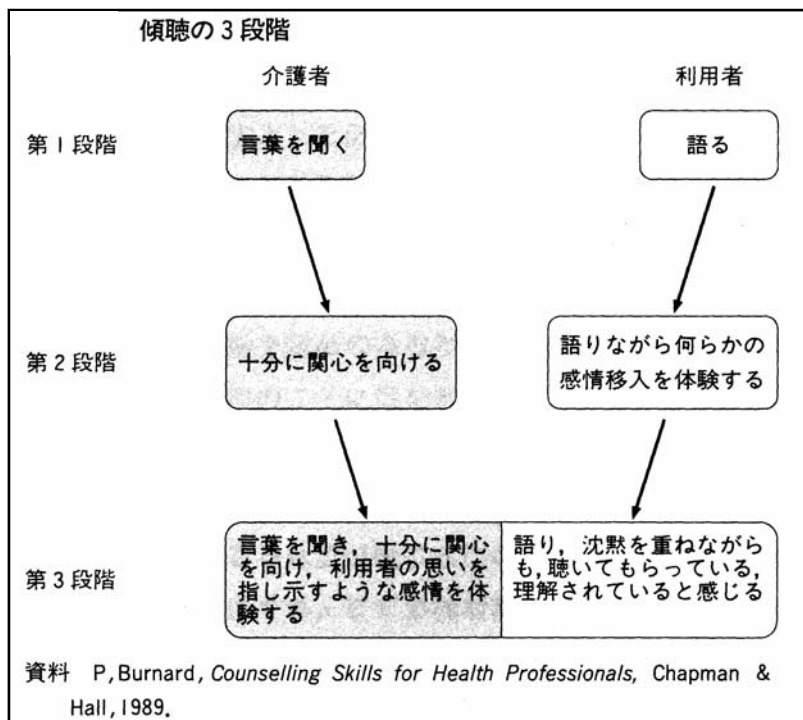 傾聴の3段階
介護者
利用者
第1段階
言葉を聞く
語る
第2段階
十分に関心を向ける
語りながら何らかの
感情移入を体験する
第3段階
言葉を聞き，十分に関心
を向け，利用者の思いを
指し示すような感情を体
験する
語り，沈黙を重ねながら
も，聴いてもらっている，
理解されていると感じる
資料 P,Burnard, Counselling Skills for Health Professionals, Chapman &
Hall,1989.